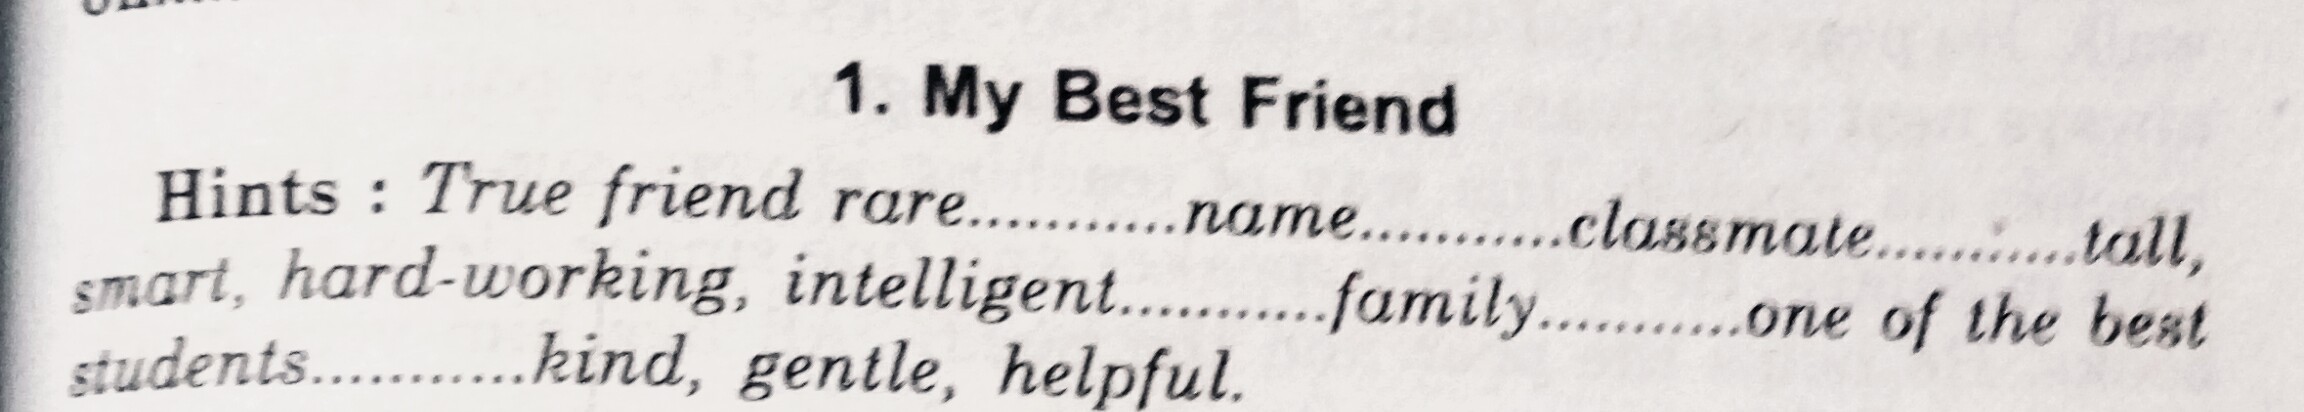 1. My Best Friend
Hints : True friend rare...........name...........classmate...........tall,
smart, hard-working, intelligent...........family...........one of the best
students...........kind, gentle, helpful.